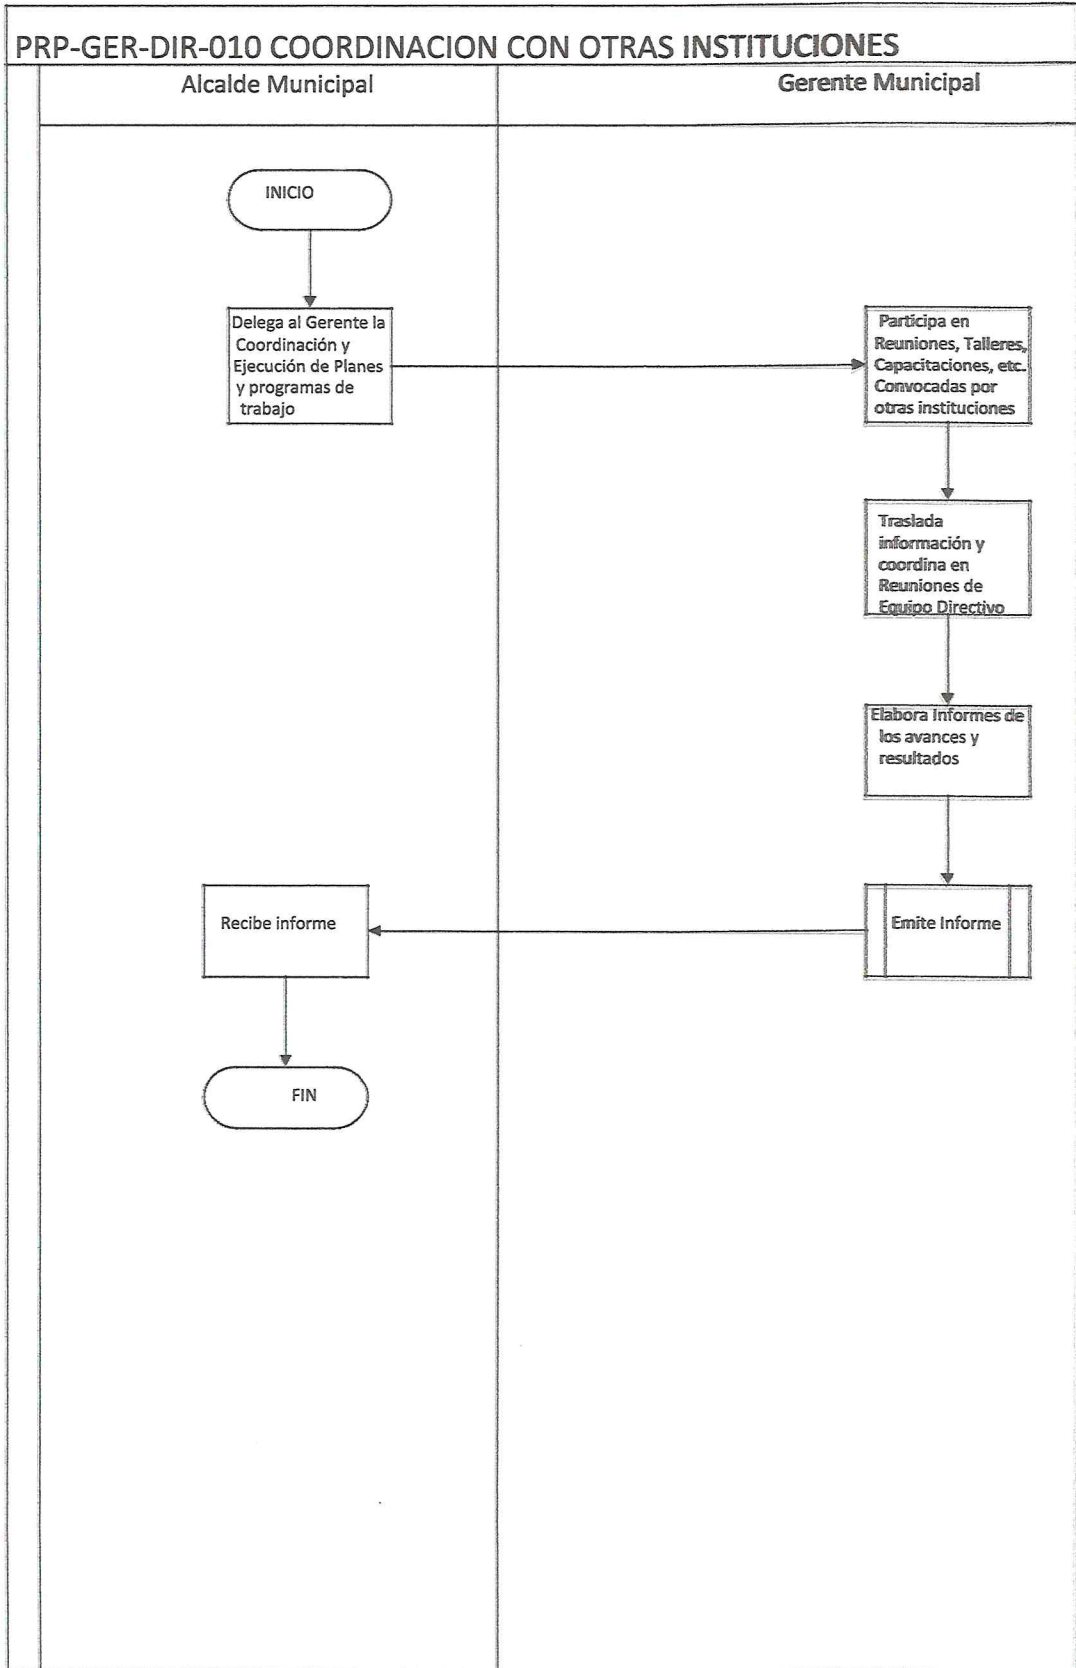 PRP-GER-DIR-010 COORDINACION CON OTRAS INSTITUCIONES
Alcalde Municipal
Gerente Municipal
INICIO
Delega al Gerente la
Coordinación y
Ejecución de Planes
y programas de
trabajo
Participa en
Reuniones, Talleres,
Capacitaciones, etc.
Convocadas por
otras instituciones
Traslada
información y
coordina en
Reuniones de
Equipo Directivo
Elabora Informes de
los avances y
resultados
Emite Informe
Recibe informe
FIN